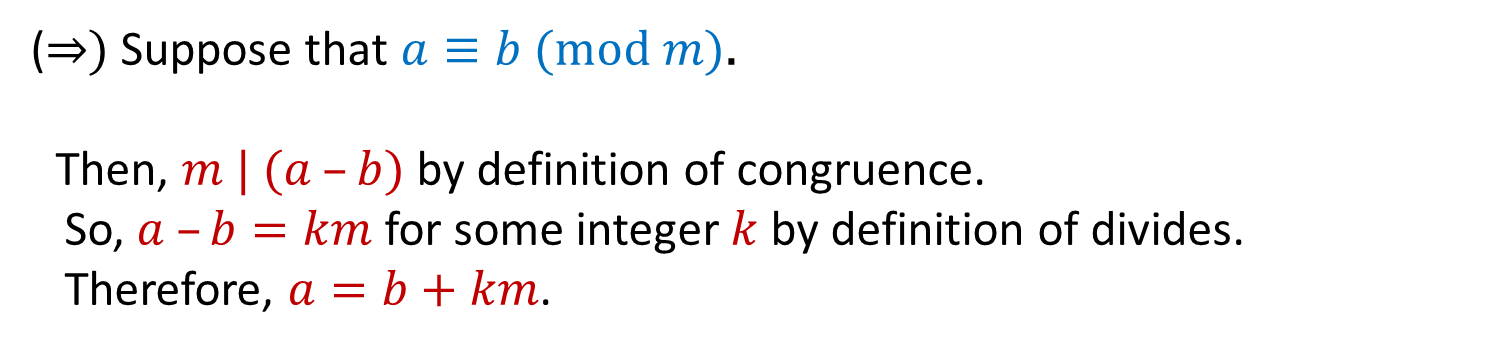 (⇒) Suppose that a ≡ b (mod m).
Then, m | (a – b) by definition of congruence.
So, a – b = km for some integer k by definition of divides.
Therefore, a = b + km.